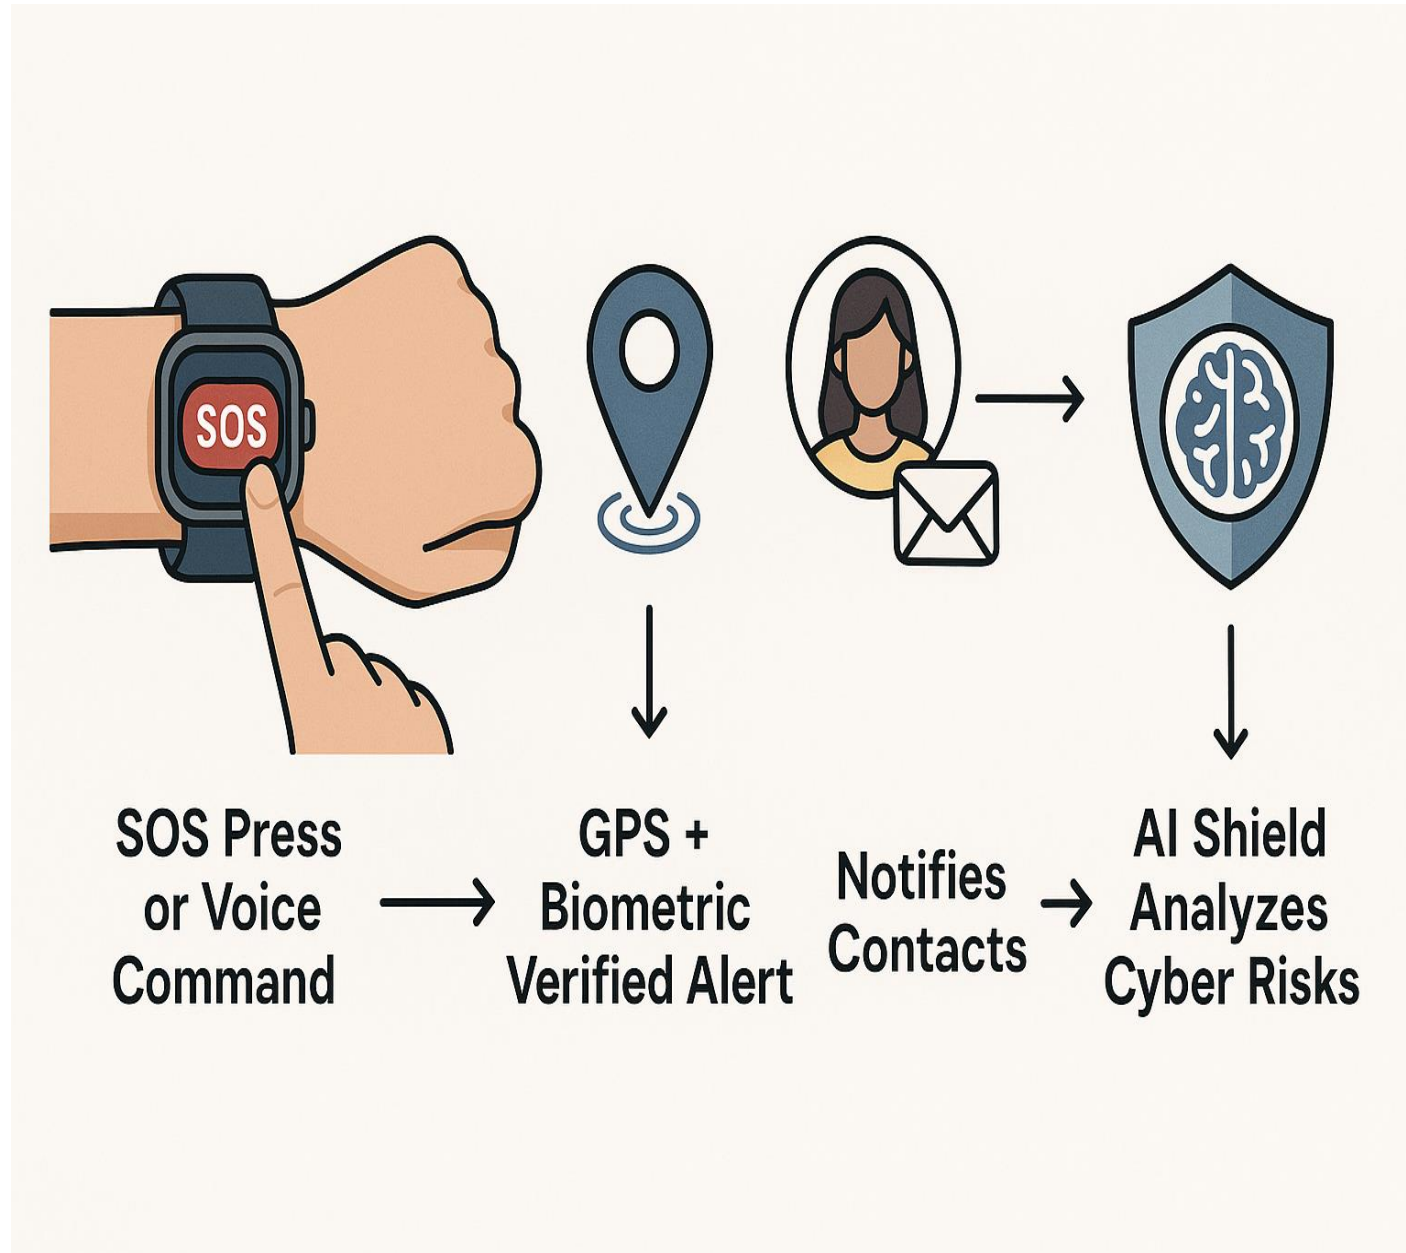 SOS
SOS Press
or Voice
Command
GPS +
Biometric
Verified Alert
Notifies
Contacts
AI Shield
Analyzes
Cyber Risks